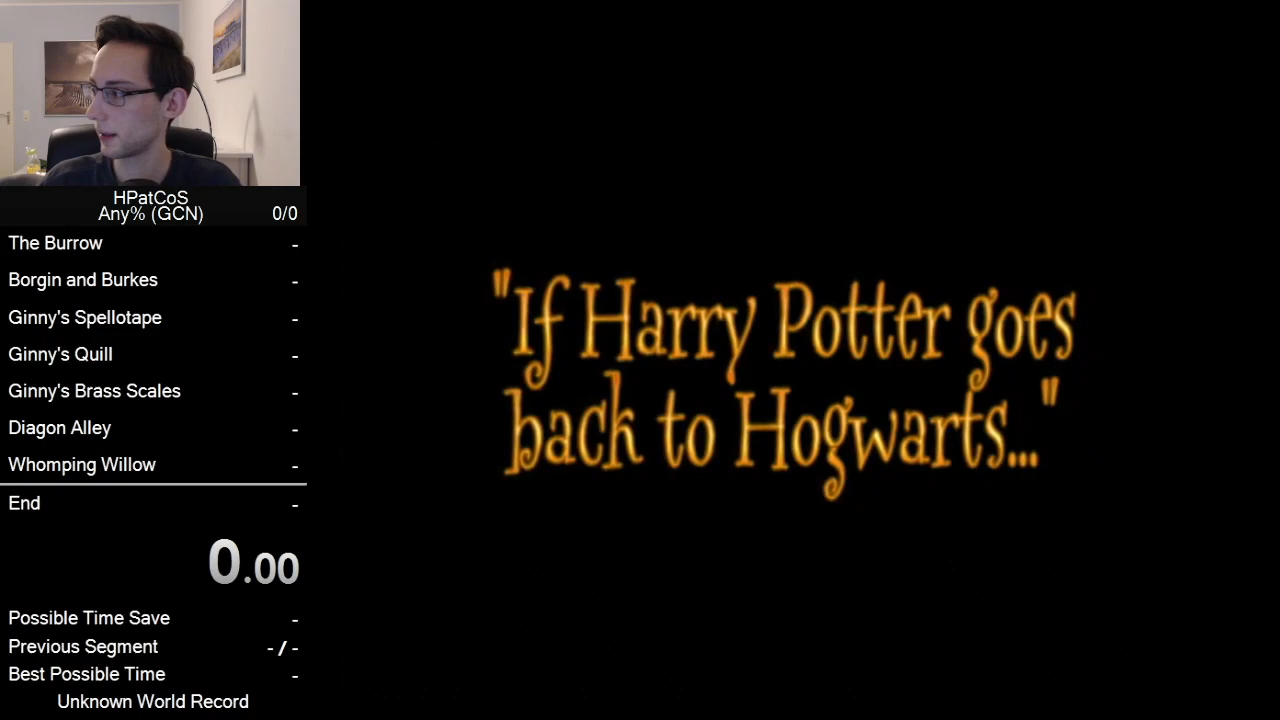 HPatCoS
Any% (GCN) 0/0
The Burrow -
Borgin and Burkes -
Ginny's Spellotape -
Ginny's Quill -
Ginny's Brass Scales -
Diagon Alley -
Whomping Willow -
End -
0.00
Possible Time Save -
Previous Segment - / -
Best Possible Time -
Unknown World Record
"If Harry Potter goes
back to Hogwarts..."